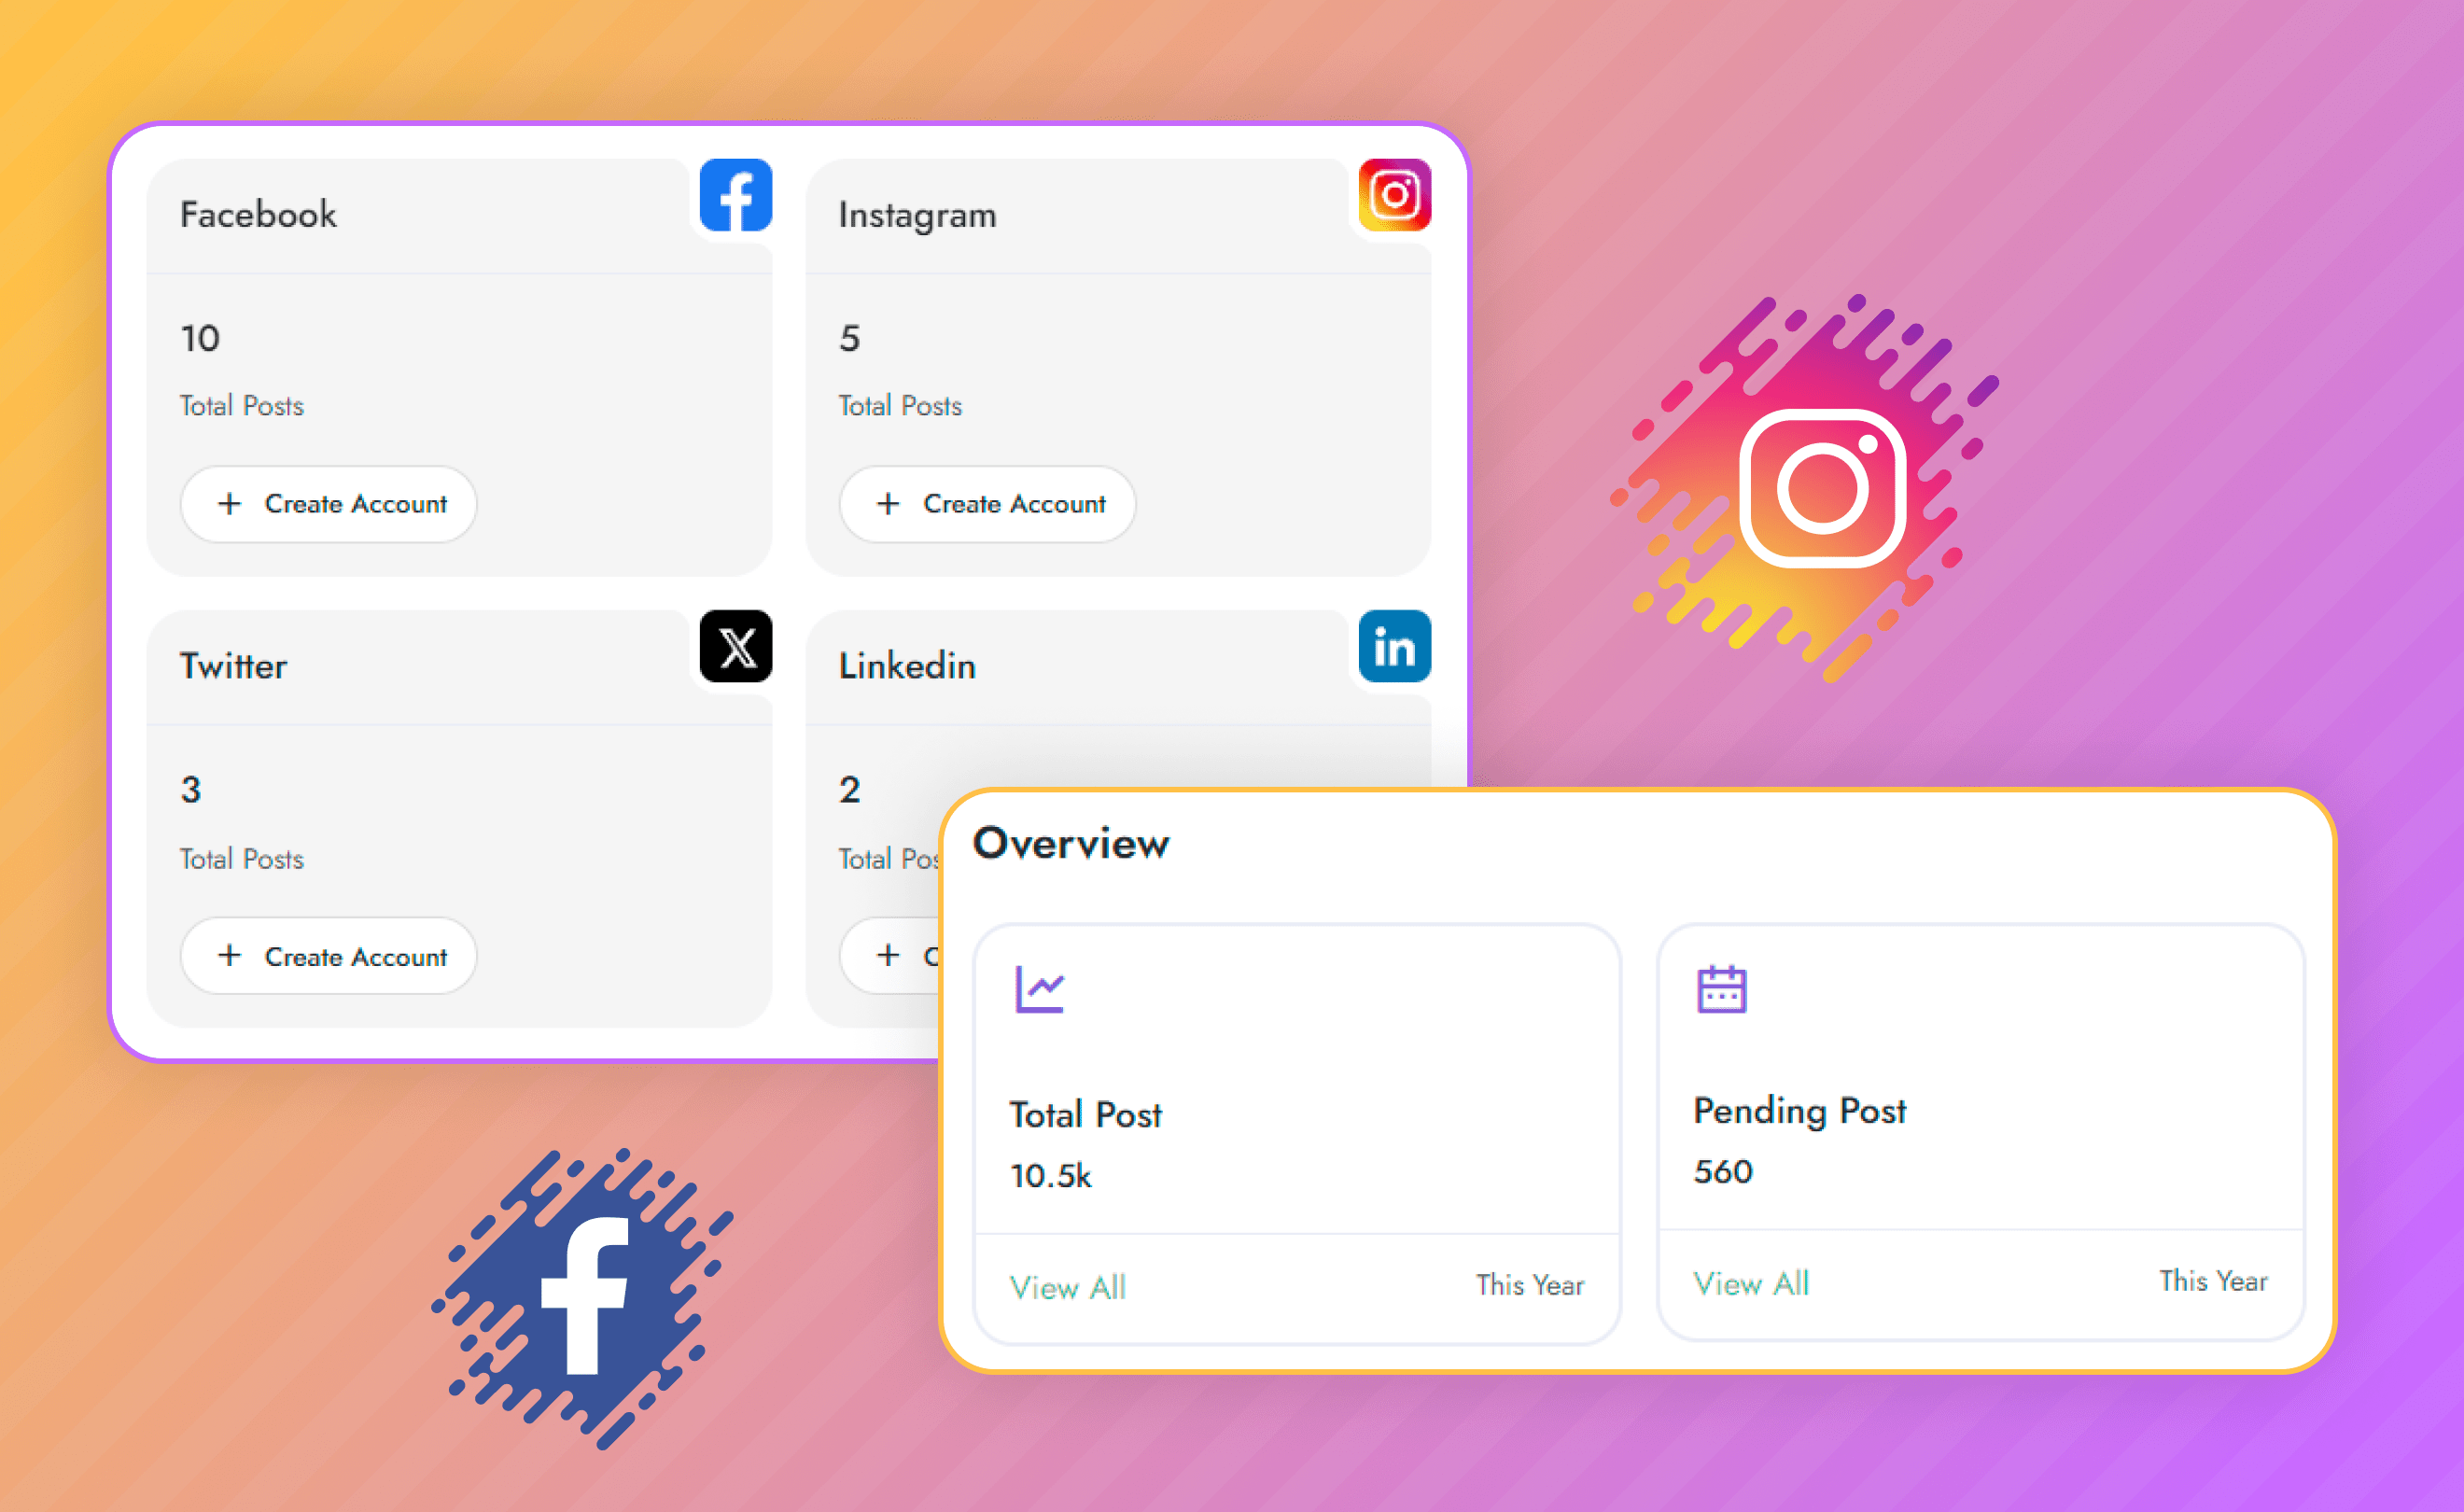 Facebook
10
Total Posts
+ Create Account
Instagram
5
Total Posts
+ Create Account
Twitter
3
Total Posts
+ Create Account
Linkedin
2
Total
+
Overview
Total Post
10.5k
View All
This Year
Pending Post
560
View All
This Year